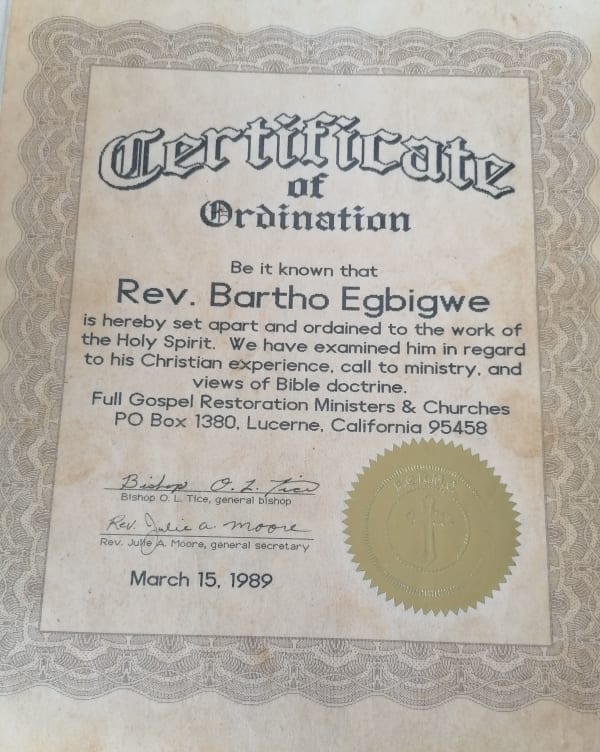 Certificate
of
Ordination
Be it known that
Rev. Bartho Egbigwe
is hereby set apart and ordained to the work of
the Holy Spirit. We have examined him in regard
to his Christian experience, call to ministry, and
views of Bible doctrine.
Full Gospel Restoration Ministers & Churches
PO Box 1380, Lucerne, California 95458
Bishop O. L. Tice
Bishop O. L. Tice, general bishop
Rev. Julie A. Moore
Rev. Julie A. Moore, general secretary
March 15, 1989